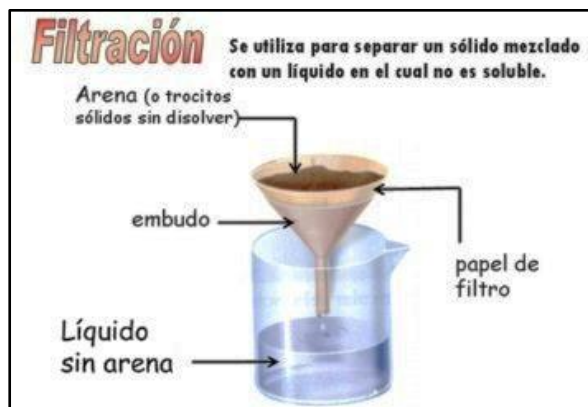 Filtración
Se utiliza para separar un sólido mezclado
con un líquido en el cual no es soluble.
Arena (o trocitos
sólidos sin disolver)
embudo
papel de
filtro
Líquido
sin arena